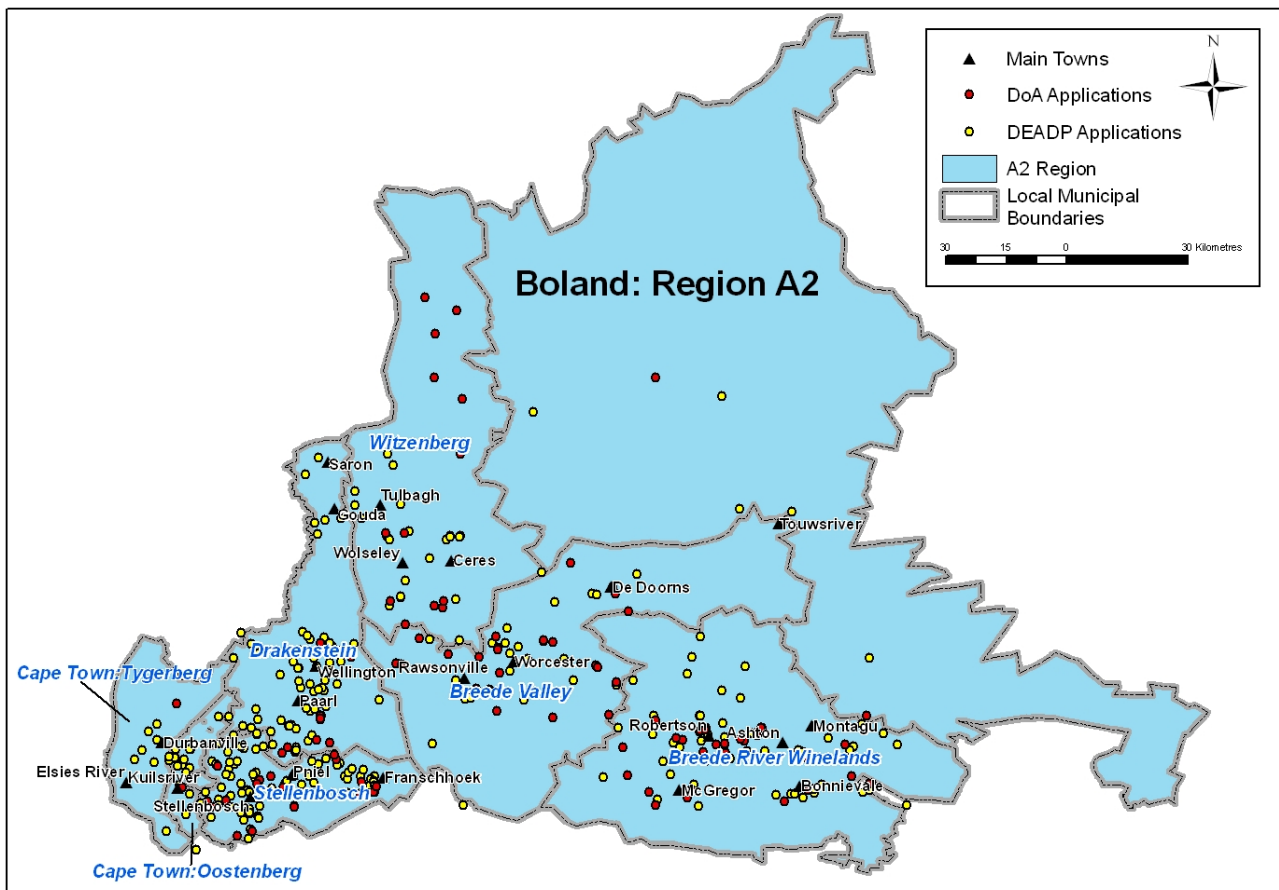 N
Main Towns
DoA Applications
DEADP Applications
A2 Region
Local Municipal
Boundaries
30 15 0 30 Kilometres
Boland: Region A2
Witzenberg
Saron
Tulbagh
Gouda
Touwsriver
Wolseley
Ceres
De Doorns
Drakenstein
Cape Town:Tygerberg
Wellington
Rawsonville
Worcester
Breede Valley
Paarl
Robertson
Ashton
Montagu
Durbanville
Breede River Winelands
Elsies River
Kuilsriver
Pniel
Franschhoek
Stellenbosch
Bonnievale
McGregor
Stellenbosch
Cape Town:Oostenberg